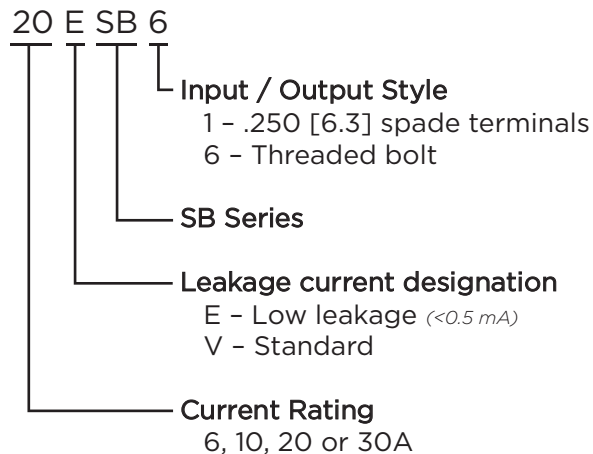 20 E SB 6
Input / Output Style
1 – .250 [6.3] spade terminals
6 – Threaded bolt
SB Series
Leakage current designation
E – Low leakage (<0.5 mA)
V – Standard
Current Rating
6, 10, 20 or 30A